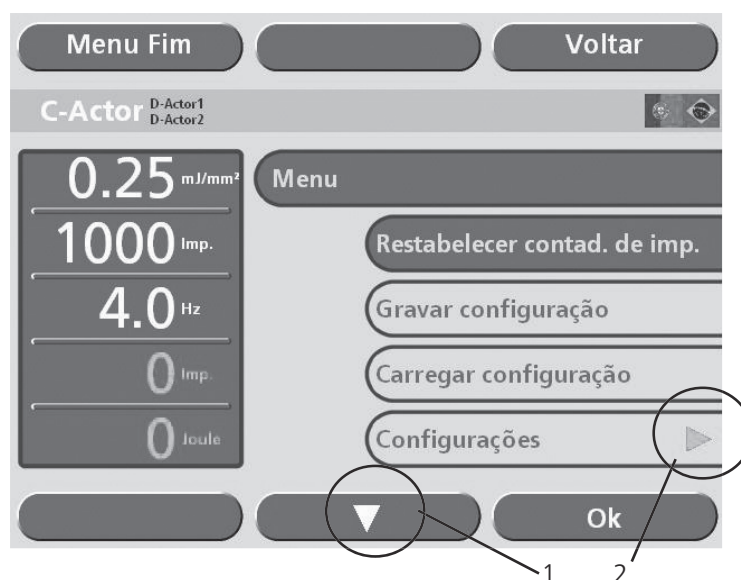 Menu Fim
Voltar
C-Actor D-Actor1
D-Actor2
0.25 mJ/mm²
1000 Imp.
4.0 Hz
0 Imp.
0 Joule
Menu
Restabelecer contad. de imp.
Gravar configuração
Carregar configuração
Configurações
Ok
1
2